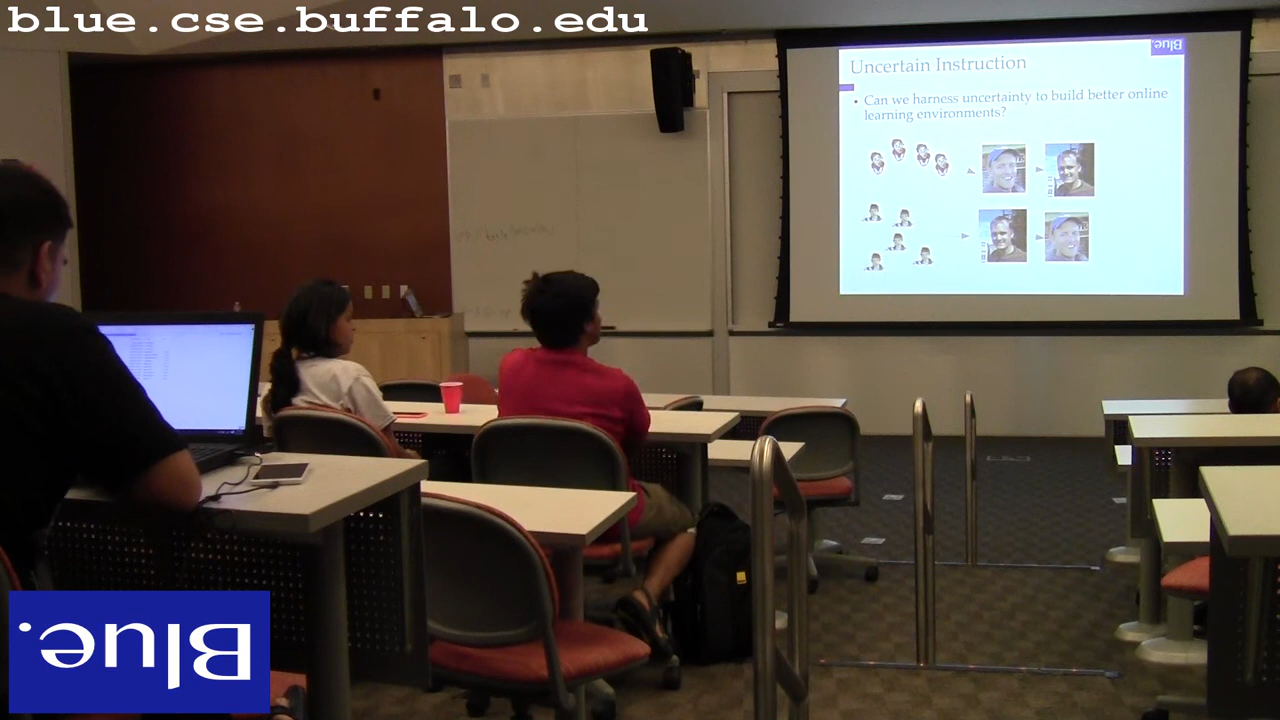 blue.cse.buffalo.edu
Blue.
Uncertain Instruction
• Can we harness uncertainty to build better online
learning environments?
Blue.